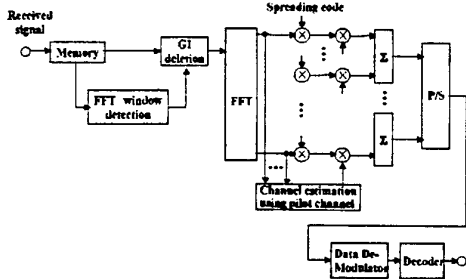 Spreading code
Received
signal
Memory
GI
deletion
FFT window
detection
FFT
Σ
Σ
P/S
Channel estimation
using pilot channel
Data De-
Modulator
Decoder